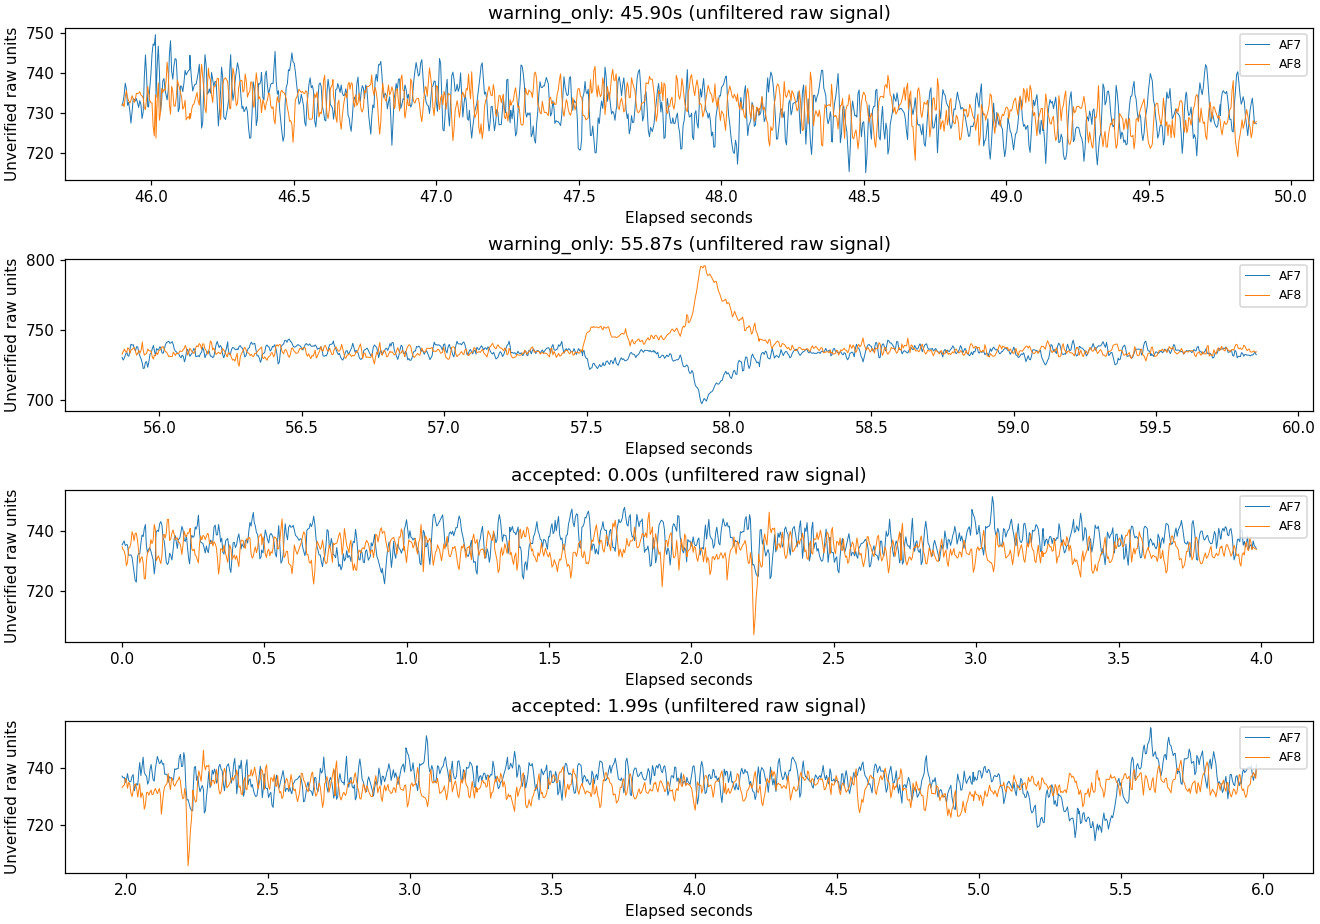 warning_only: 45.90s (unfiltered raw signal)
Unverified raw units
750
740
730
720
AF7
AF8
46.0 46.5 47.0 47.5 48.0 48.5 49.0 49.5 50.0
Elapsed seconds
warning_only: 55.87s (unfiltered raw signal)
Unverified raw units
800
750
700
AF7
AF8
56.0 56.5 57.0 57.5 58.0 58.5 59.0 59.5 60.0
Elapsed seconds
accepted: 0.00s (unfiltered raw signal)
Unverified raw units
740
720
AF7
AF8
0.0 0.5 1.0 1.5 2.0 2.5 3.0 3.5 4.0
Elapsed seconds
accepted: 1.99s (unfiltered raw signal)
Unverified raw units
740
720
AF7
AF8
2.0 2.5 3.0 3.5 4.0 4.5 5.0 5.5 6.0
Elapsed seconds